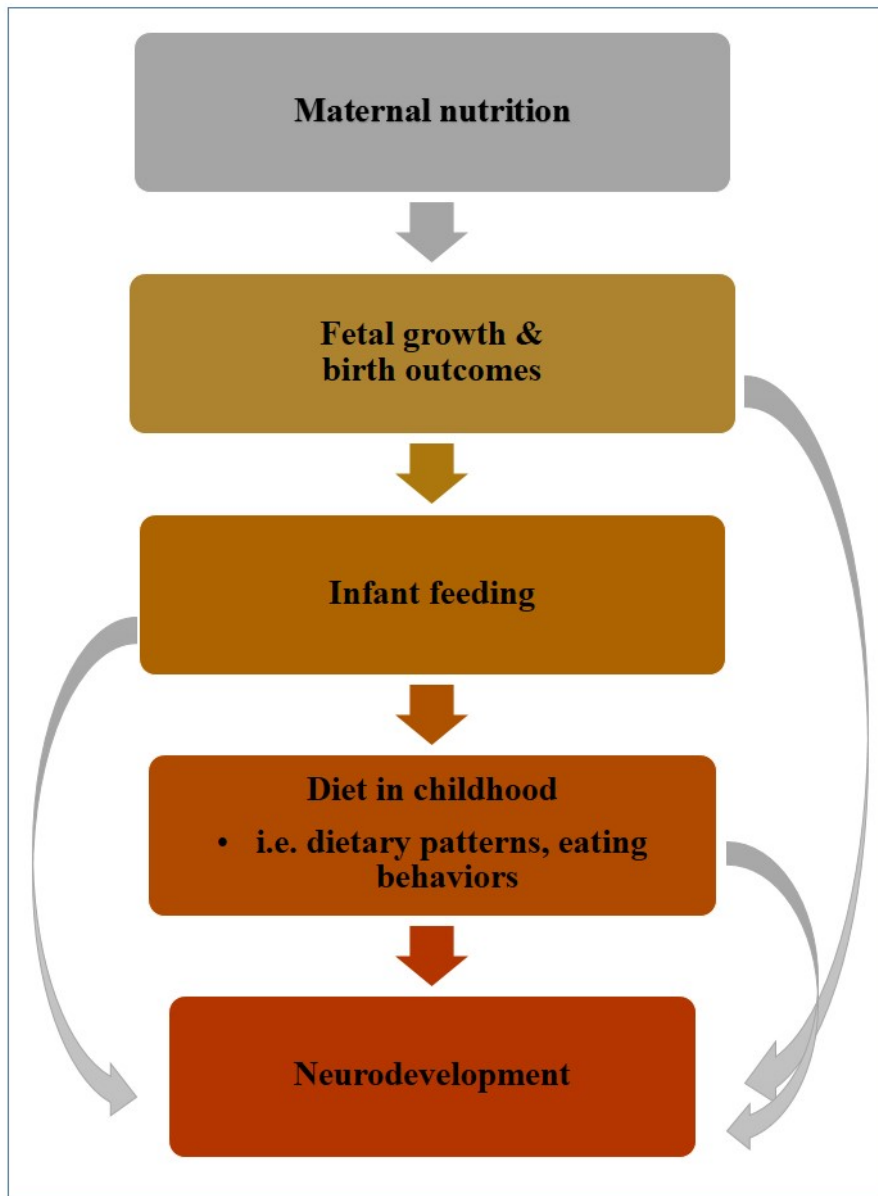 Maternal nutrition
Fetal growth &
birth outcomes
Infant feeding
Diet in childhood
• i.e. dietary patterns, eating
behaviors
Neurodevelopment